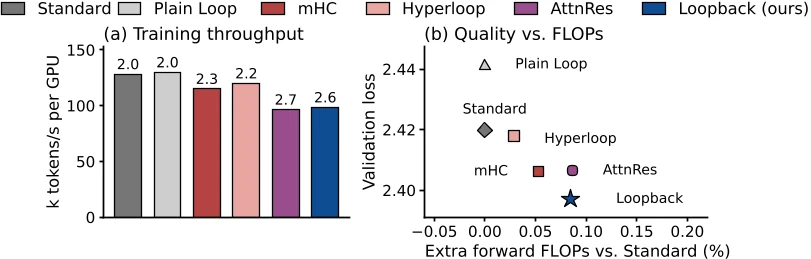 Standard Plain Loop mHC Hyperloop AttnRes Loopback (ours)
(a) Training throughput
k tokens/s per GPU
150
100
50
0
2.0 2.0 2.3 2.2 2.7 2.6
(b) Quality vs. FLOPs
Validation loss
2.44
2.42
2.40
Plain Loop
Standard
Hyperloop
mHC
AttnRes
Loopback
−0.05 0.00 0.05 0.10 0.15 0.20
Extra forward FLOPs vs. Standard (%)